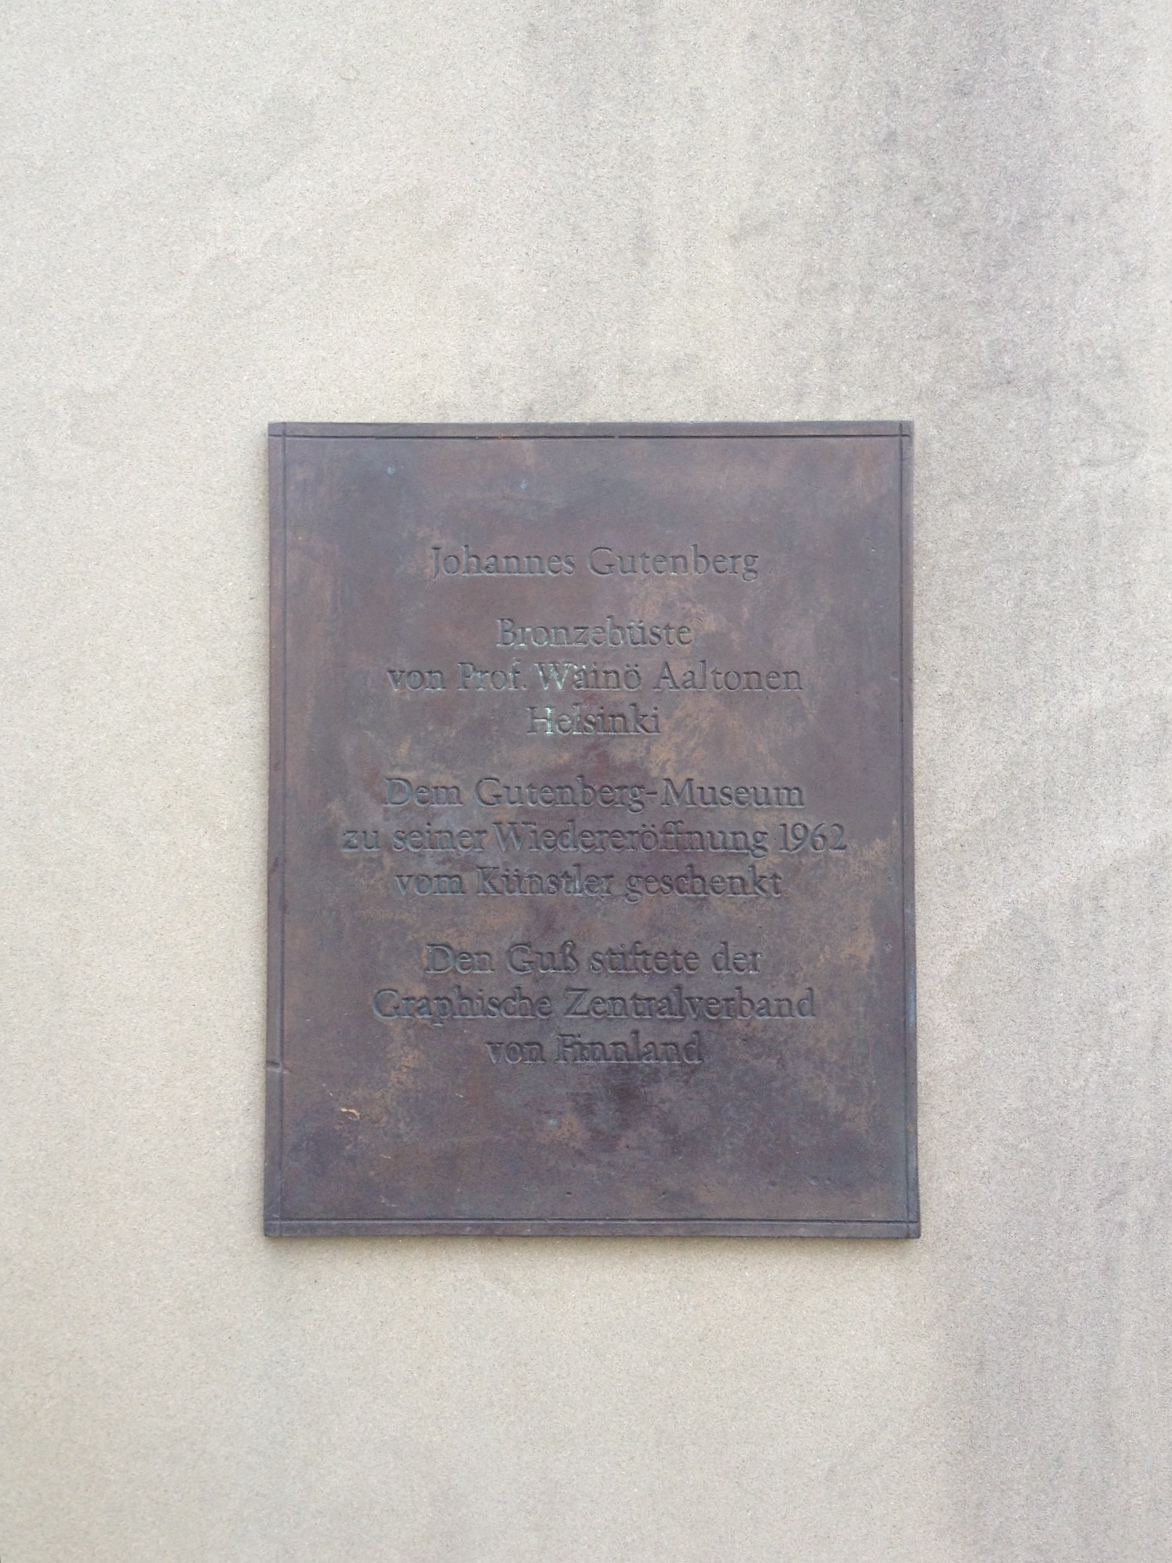 Johannes Gutenberg
Bronzebüste
von Prof. Wäinö Aaltonen
Helsinki
Dem Gutenberg-Museum
zu seiner Wiedereröffnung 1962
vom Künstler geschenkt
Den Guß stiftete der
Graphische Zentralverband
von Finnland